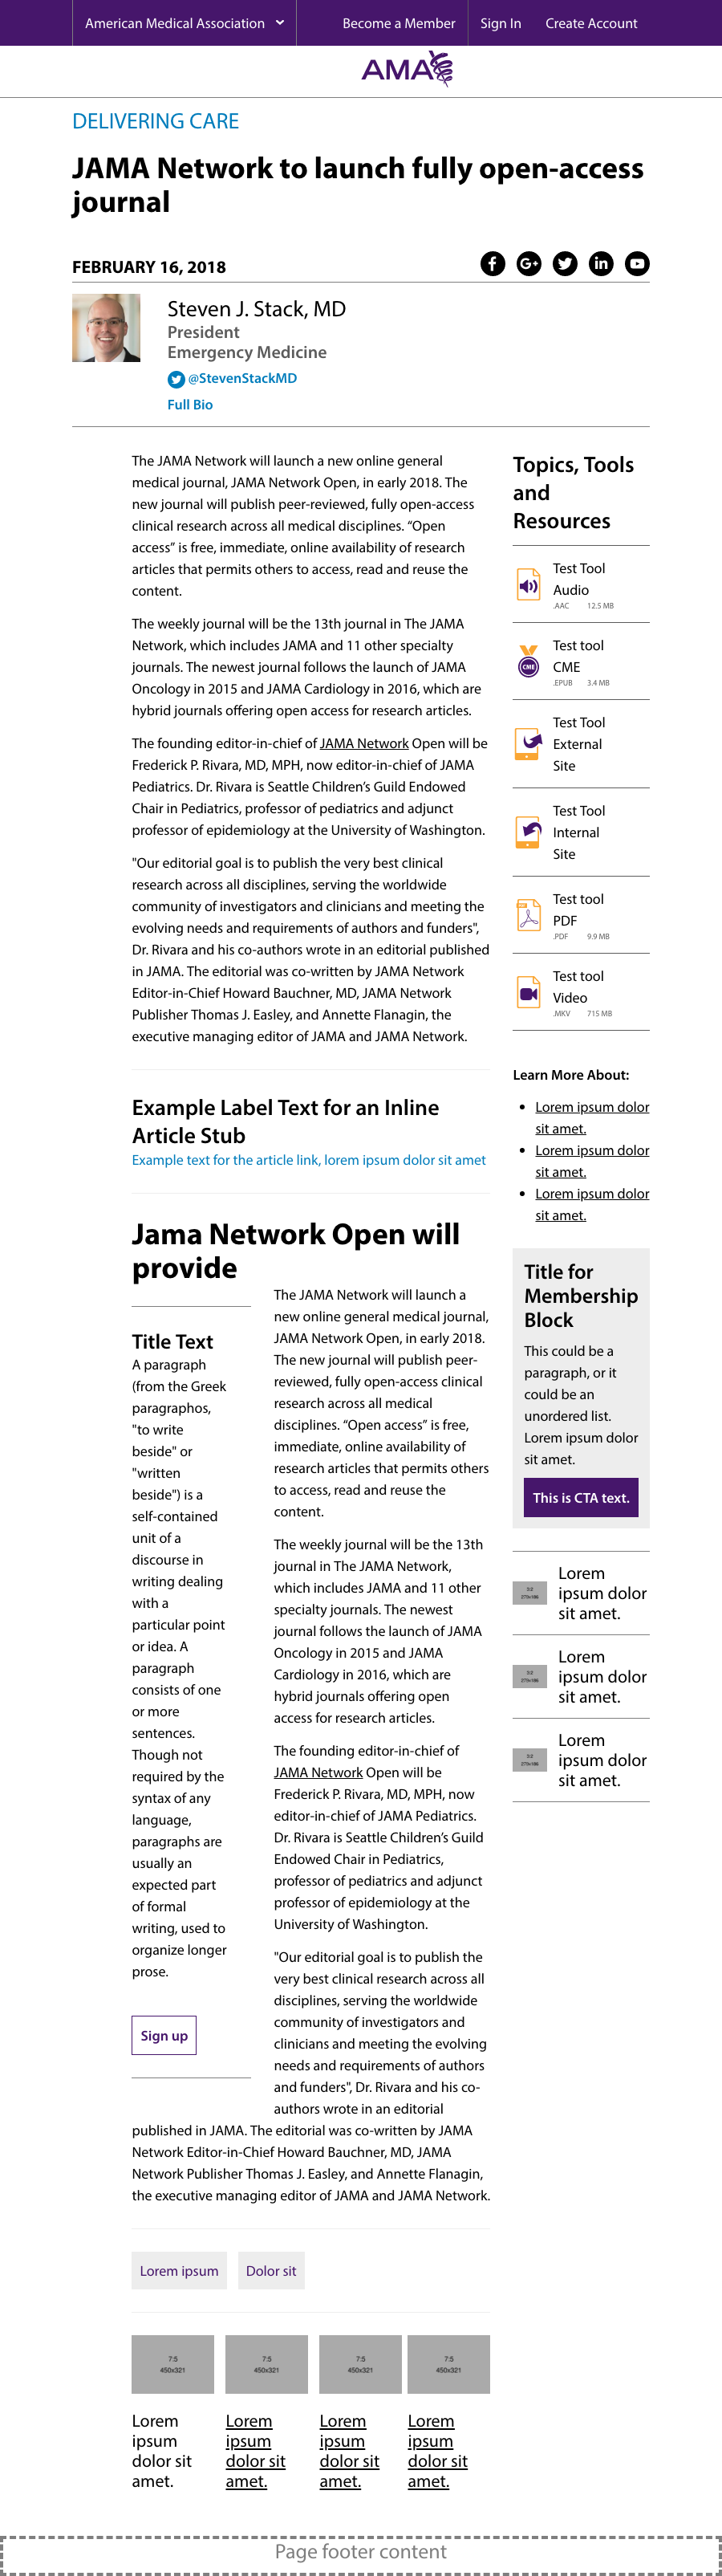 American Medical Association
Become a Member
Sign In
Create Account
AMA
DELIVERING CARE
JAMA Network to launch fully open-access
journal
FEBRUARY 16, 2018
Steven J. Stack, MD
President
Emergency Medicine
@StevenStackMD
Full Bio
The JAMA Network will launch a new online general
medical journal, JAMA Network Open, in early 2018. The
new journal will publish peer-reviewed, fully open-access
clinical research across all medical disciplines. “Open
access” is free, immediate, online availability of research
articles that permits others to access, read and reuse the
content.
The weekly journal will be the 13th journal in The JAMA
Network, which includes JAMA and 11 other specialty
journals. The newest journal follows the launch of JAMA
Oncology in 2015 and JAMA Cardiology in 2016, which are
hybrid journals offering open access for research articles.
The founding editor-in-chief of JAMA Network Open will be
Frederick P. Rivara, MD, MPH, now editor-in-chief of JAMA
Pediatrics. Dr. Rivara is Seattle Children’s Guild Endowed
Chair in Pediatrics, professor of pediatrics and adjunct
professor of epidemiology at the University of Washington.
"Our editorial goal is to publish the very best clinical
research across all disciplines, serving the worldwide
community of investigators and clinicians and meeting the
evolving needs and requirements of authors and funders",
Dr. Rivara and his co-authors wrote in an editorial published
in JAMA. The editorial was co-written by JAMA Network
Editor-in-Chief Howard Bauchner, MD, JAMA Network
Publisher Thomas J. Easley, and Annette Flanagin, the
executive managing editor of JAMA and JAMA Network.
Example Label Text for an Inline
Article Stub
Example text for the article link, lorem ipsum dolor sit amet
Jama Network Open will
provide
Title Text
A paragraph
(from the Greek
paragraphos,
"to write
beside" or
"written
beside") is a
self-contained
unit of a
discourse in
writing dealing
with a
particular point
or idea. A
paragraph
consists of one
or more
sentences.
Though not
required by the
syntax of any
language,
paragraphs are
usually an
expected part
of formal
writing, used to
organize longer
prose.
Sign up
The JAMA Network will launch a
new online general medical journal,
JAMA Network Open, in early 2018.
The new journal will publish peer-
reviewed, fully open-access clinical
research across all medical
disciplines. “Open access” is free,
immediate, online availability of
research articles that permits others
to access, read and reuse the
content.
The weekly journal will be the 13th
journal in The JAMA Network,
which includes JAMA and 11 other
specialty journals. The newest
journal follows the launch of JAMA
Oncology in 2015 and JAMA
Cardiology in 2016, which are
hybrid journals offering open
access for research articles.
The founding editor-in-chief of
JAMA Network Open will be
Frederick P. Rivara, MD, MPH, now
editor-in-chief of JAMA Pediatrics.
Dr. Rivara is Seattle Children’s Guild
Endowed Chair in Pediatrics,
professor of pediatrics and adjunct
professor of epidemiology at the
University of Washington.
"Our editorial goal is to publish the
very best clinical research across all
disciplines, serving the worldwide
community of investigators and
clinicians and meeting the evolving
needs and requirements of authors
and funders", Dr. Rivara and his co-
authors wrote in an editorial
published in JAMA. The editorial was co-written by JAMA
Network Editor-in-Chief Howard Bauchner, MD, JAMA
Network Publisher Thomas J. Easley, and Annette Flanagin,
the executive managing editor of JAMA and JAMA Network.
Lorem ipsum
Dolor sit
7:5
450x321
7:5
450x321
7:5
450x321
7:5
450x321
Lorem
ipsum
dolor sit
amet.
Lorem
ipsum
dolor sit
amet.
Lorem
ipsum
dolor sit
amet.
Lorem
ipsum
dolor sit
amet.
Topics, Tools
and
Resources
Test Tool
Audio
.AAC 12.5 MB
CME
Test tool
CME
.EPUB 3.4 MB
Test Tool
External
Site
Test Tool
Internal
Site
Test tool
PDF
.PDF 9.9 MB
Test tool
Video
.MKV 715 MB
Learn More About:
Lorem ipsum dolor
sit amet.
Lorem ipsum dolor
sit amet.
Lorem ipsum dolor
sit amet.
Title for
Membership
Block
This could be a
paragraph, or it
could be an
unordered list.
Lorem ipsum dolor
sit amet.
This is CTA text.
Lorem
ipsum dolor
sit amet.
Lorem
ipsum dolor
sit amet.
Lorem
ipsum dolor
sit amet.
Page footer content